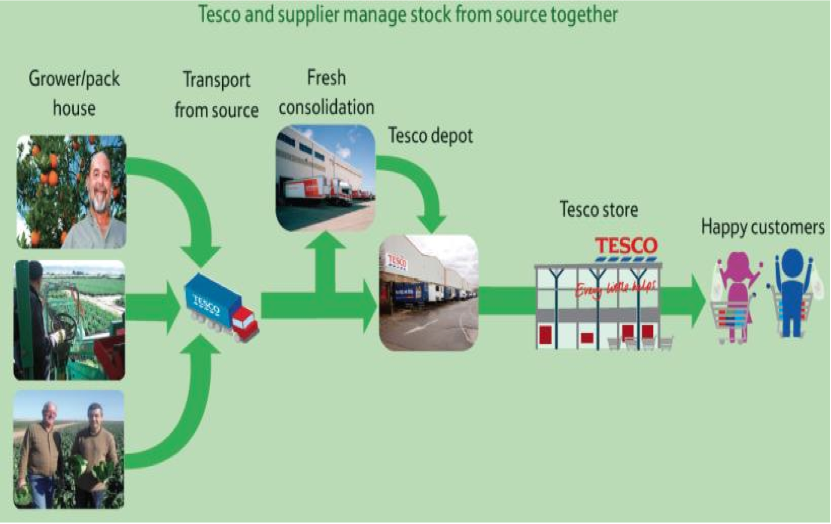 Tesco and supplier manage stock from source together
Grower/pack
house
Transport
from source
Fresh
consolidation
Tesco depot
Tesco store
Happy customers
TESCO
TESCO
TESCO
Every little helps